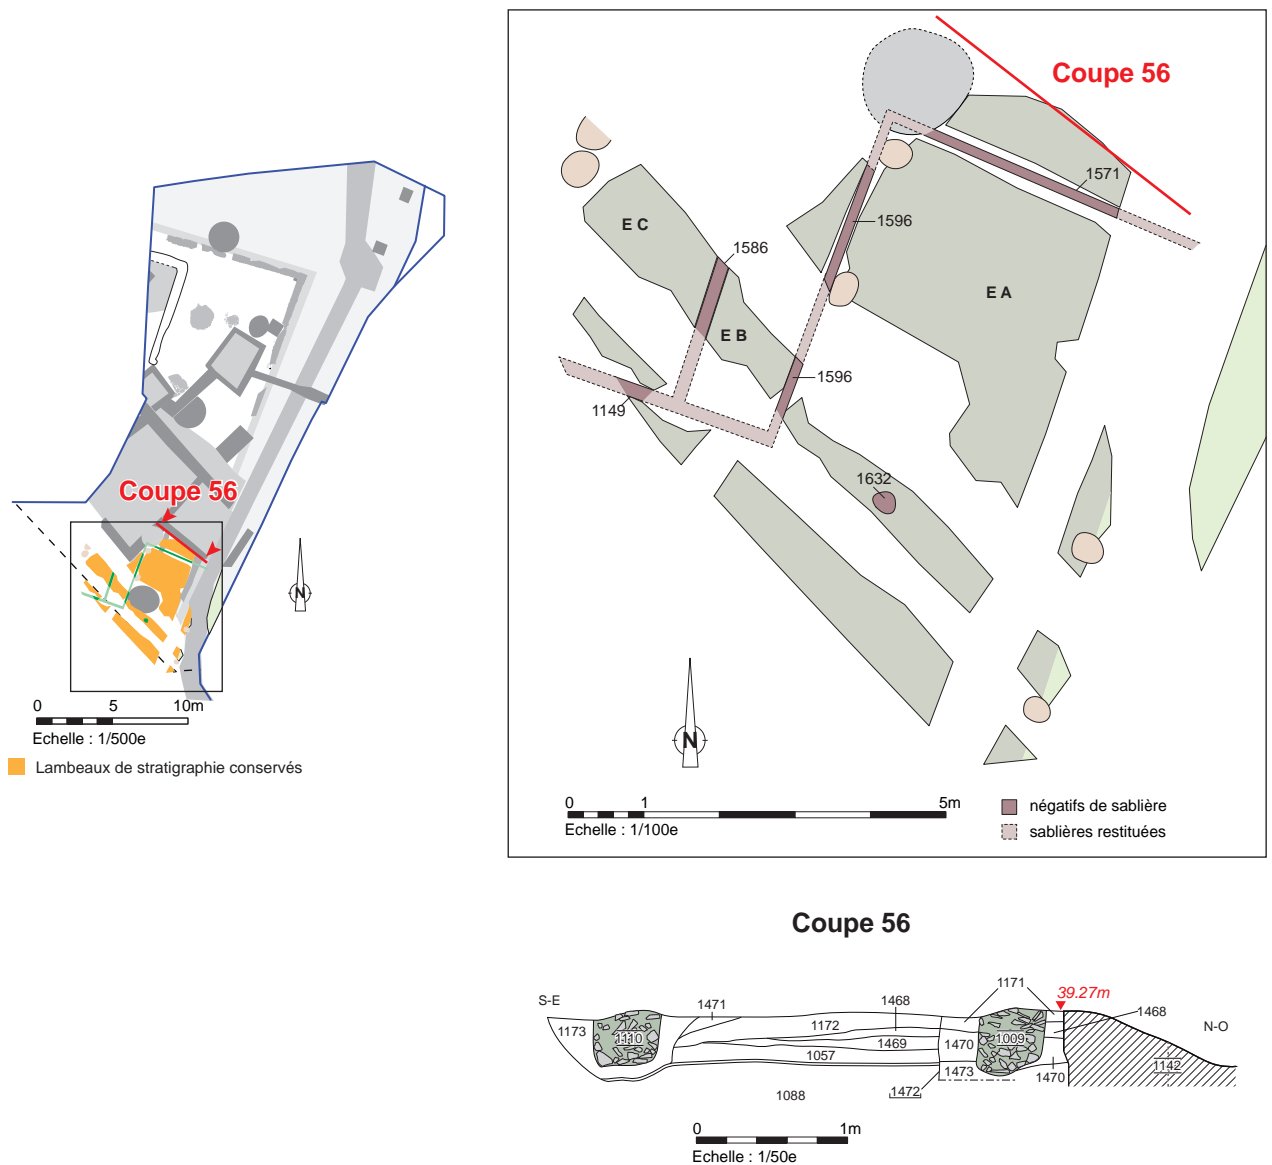 Coupe 56
N
0 5 10m
Echelle : 1/500e
Lambeaux de stratigraphie conservés
Coupe 56
1571
E C
1596
1586
E A
E B
1596
1149
1632
N
0 1 5m
Echelle : 1/100e
négatifs de sablière
sablières restituées
Coupe 56
S-E
1471
1468
1171
39.27m
1468
N-O
1173
1110
1172
1469
1470
1009
1057
1473
1470
1142
1472
1088
0 1m
Echelle : 1/50e